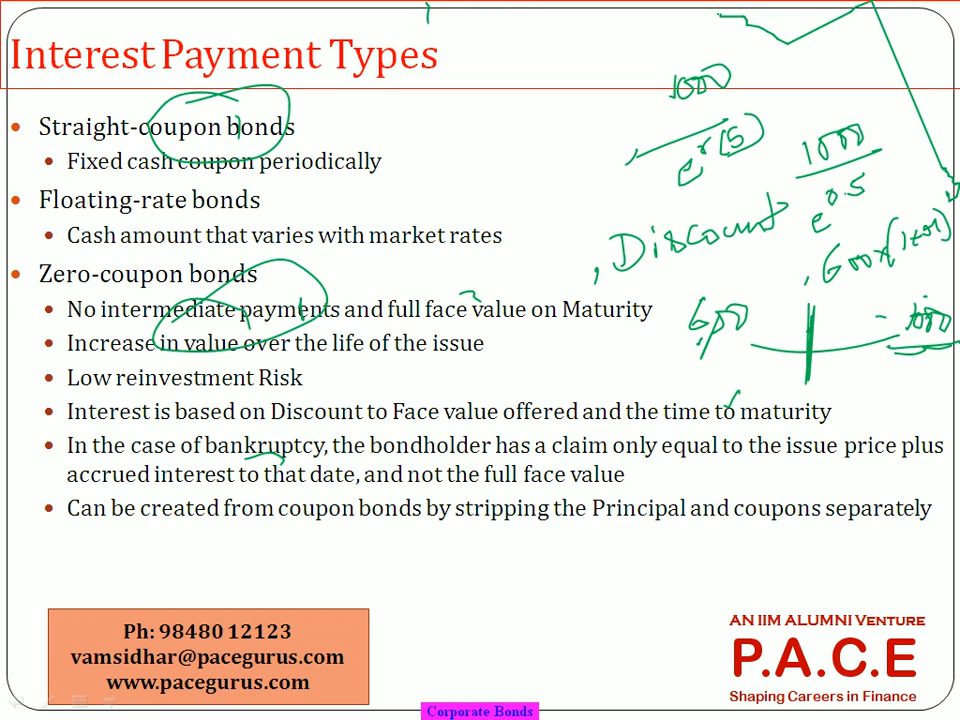 Interest Payment Types
1000
e^r(5)
1000
e^0.5
Discount
600
1000
• Straight-coupon bonds
• Fixed cash coupon periodically
• Floating-rate bonds
• Cash amount that varies with market rates
• Zero-coupon bonds
• No intermediate payments and full face value on Maturity
• Increase in value over the life of the issue
• Low reinvestment Risk
• Interest is based on Discount to Face value offered and the time to maturity
• In the case of bankruptcy, the bondholder has a claim only equal to the issue price plus
accrued interest to that date, and not the full face value
• Can be created from coupon bonds by stripping the Principal and coupons separately
Ph: 98480 12123
vamsidhar@pacegurus.com
www.pacegurus.com
AN IIM ALUMNI VENTURE
P.A.C.E
Shaping Careers in Finance
Corporate Bonds